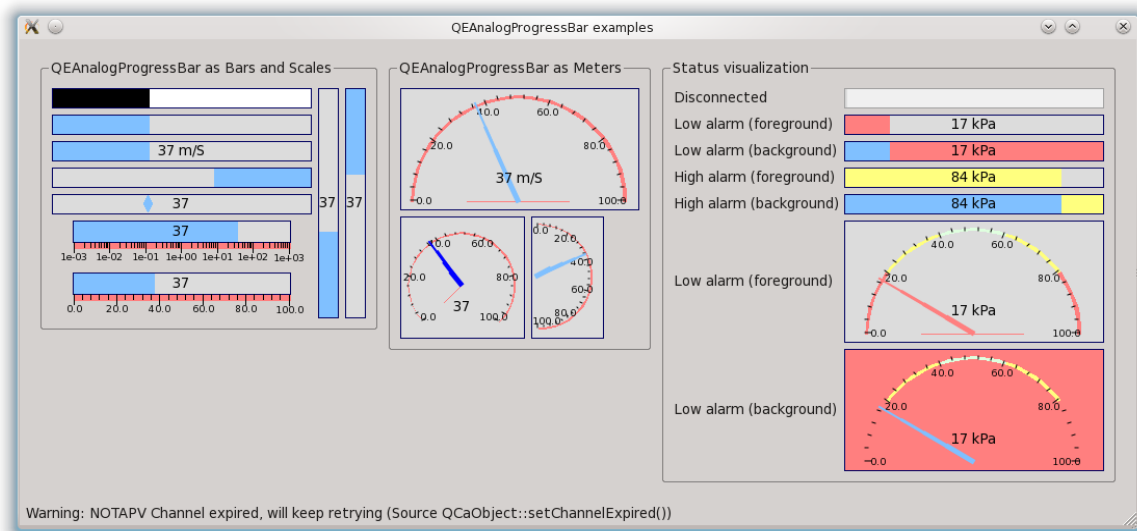 QEAnalogProgressBar examples
QEAnalogProgressBar as Bars and Scales
37 m/S
37
37
1e-03 1e-02 1e-01 1e+00 1e+01 1e+02 1e+03
37
0.0 20.0 40.0 60.0 80.0 100.0
37 37
QEAnalogProgressBar as Meters
0.0 20.0 40.0 60.0 80.0 100.0
37 m/S
0.0 20.0 40.0 60.0 80.0 100.0
37
0.0 20.0 40.0 60.0 80.0 100.0
Status visualization
Disconnected
Low alarm (foreground) 17 kPa
Low alarm (background) 17 kPa
High alarm (foreground) 84 kPa
High alarm (background) 84 kPa
Low alarm (foreground)
0.0 20.0 40.0 60.0 80.0 100.0
17 kPa
Low alarm (background)
0.0 20.0 40.0 60.0 80.0 100.0
17 kPa
Warning: NOTAPV Channel expired, will keep retrying (Source QCaObject::setChannelExpired())